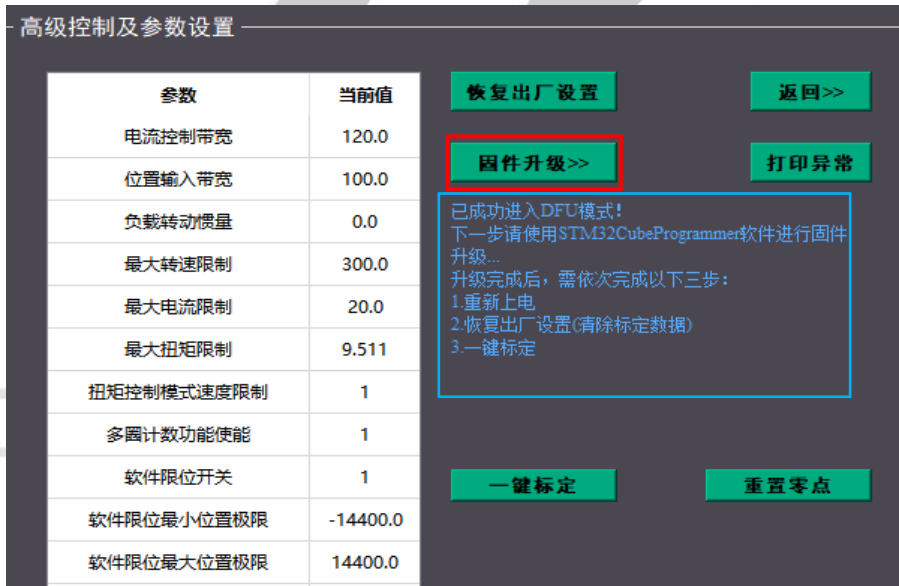 高级控制及参数设置
参数 当前值
电流控制带宽 120.0
位置输入带宽 100.0
负载转动惯量 0.0
最大转速限制 300.0
最大电流限制 20.0
最大扭矩限制 9.511
扭矩控制模式速度限制 1
多圈计数功能使能 1
软件限位开关 1
软件限位最小位置极限 -14400.0
软件限位最大位置极限 14400.0
恢复出厂设置
返回>>
固件升级>>
打印异常
已成功进入DFU模式！
下一步请使用STM32CubeProgrammer软件进行固件
升级...
升级完成后，需依次完成以下三步：
1.重新上电
2.恢复出厂设置(清除标定数据)
3.一键标定
一键标定
重置零点